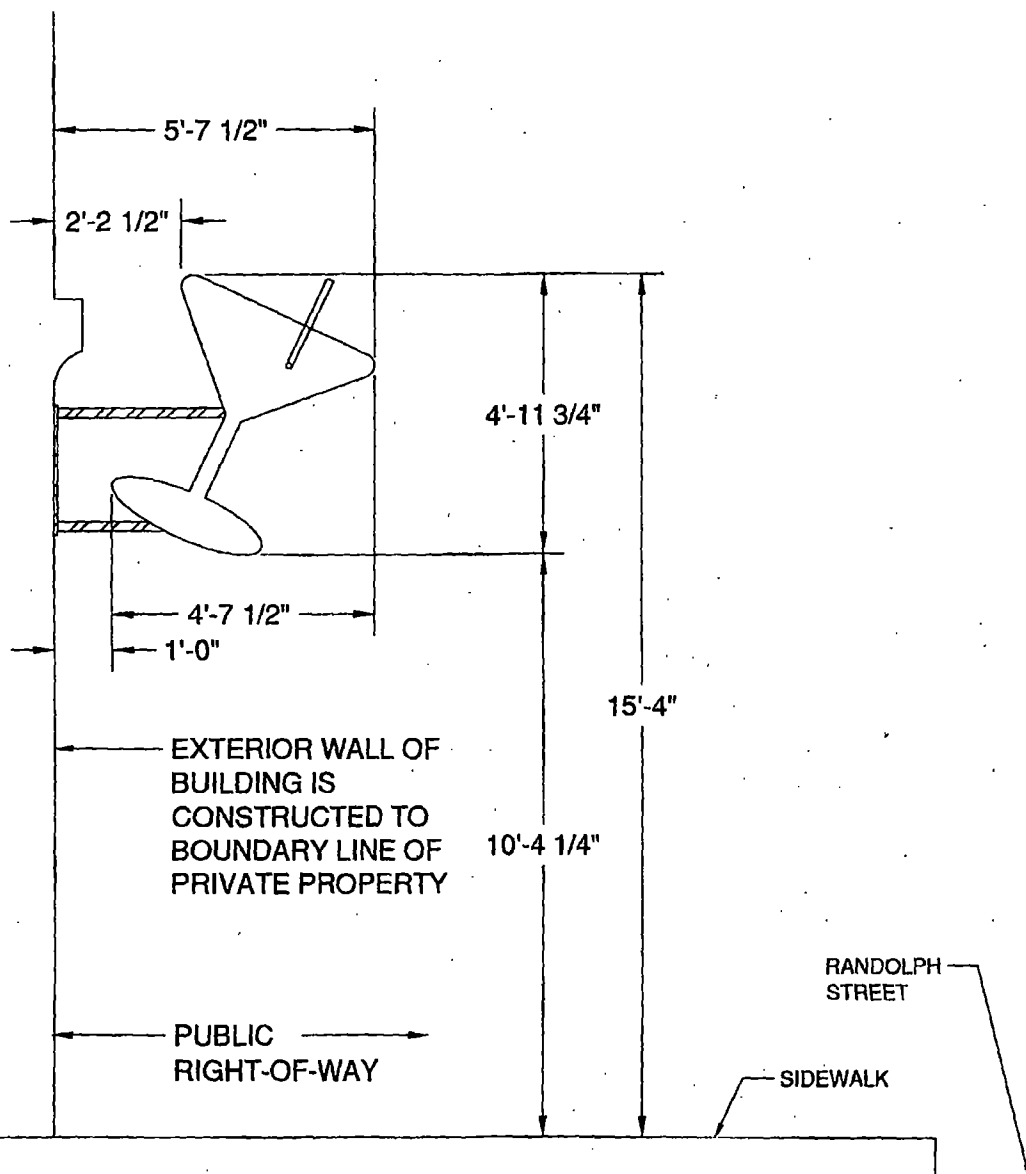 5'-7 1/2"
2'-2 1/2"
4'-11 3/4"
4'-7 1/2"
1'-0"
15'-4"
EXTERIOR WALL OF
BUILDING IS
CONSTRUCTED TO
BOUNDARY LINE OF
PRIVATE PROPERTY
10'-4 1/4"
RANDOLPH
STREET
PUBLIC
RIGHT-OF-WAY
SIDEWALK